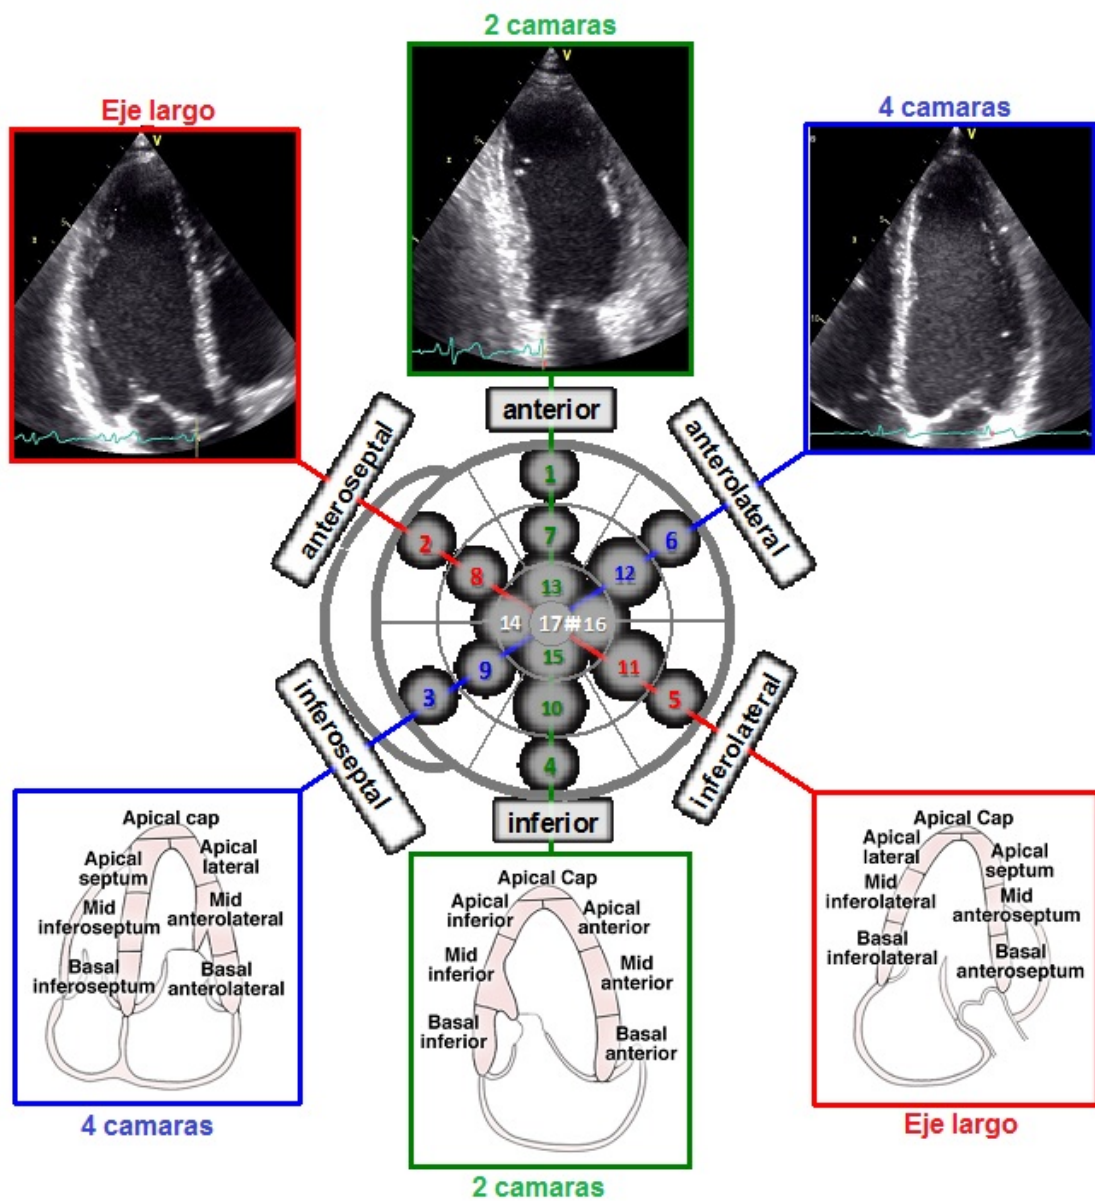 2 camaras
Eje largo
4 camaras
V
V
V
anterior
anteroseptal
anterolateral
1
2
7
6
8
12
13
14
17#16
15
9
11
3
10
5
4
inferoseptal
inferior
inferolateral
Apical cap
Apical
septum
Apical
lateral
Mid
inferoseptum
Mid
anterolateral
Basal
inferoseptum
Basal
anterolateral
4 camaras
Apical Cap
Apical
inferior
Apical
anterior
Mid
inferior
Mid
anterior
Basal
inferior
Basal
anterior
2 camaras
Apical Cap
Apical
lateral
Apical
septum
Mid
inferolateral
Mid
anteroseptum
Basal
inferolateral
Basal
anteroseptum
Eje largo